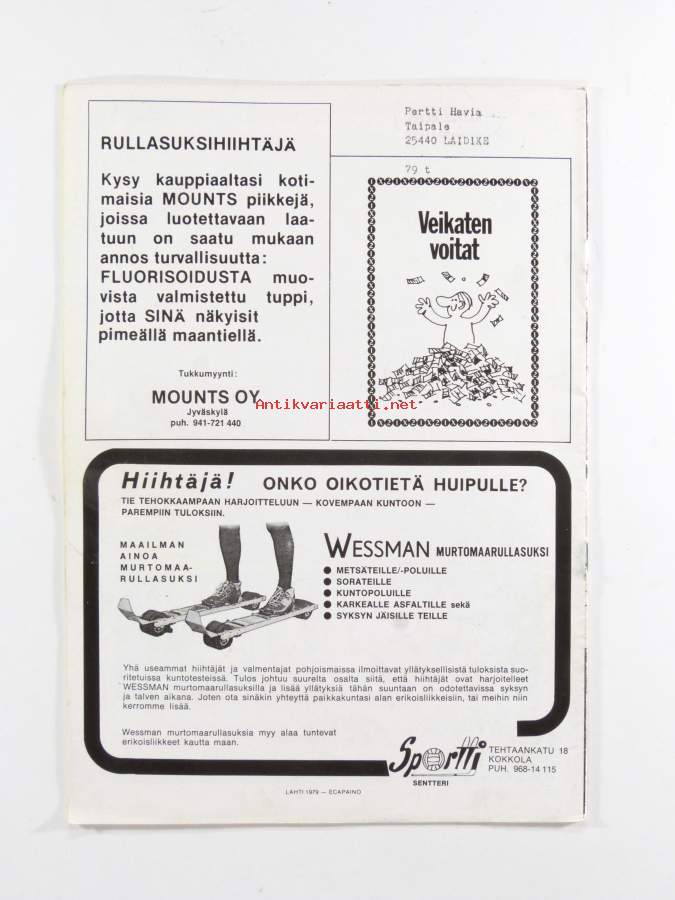 RULLASUKSIHIIHTÄJÄ
Kysy kauppiaaltasi koti-
maisia MOUNTS piikkejä,
joissa luotettavaan laa-
tuun on saatu mukaan
annos turvallisuutta:
FLUORISOIDUSTA muo-
vista valmistettu tuppi,
jotta SINÄ näkyisit
pimeällä maantiellä.
Tukkumyynti:
MOUNTS OY
Jyväskylä
puh. 941-721 440
Pertti Havia
Taipale
25440 LAIDIKE
79 t
Veikaten
voitat
Antikvariaatti.net
Hiihtäjä! ONKO OIKOTIETÄ HUIPULLE?
TIE TEHOKKAAMPAAN HARJOITTELUUN — KOVEMPAAN KUNTOON —
PAREMPIIN TULOKSIIN.
MAAILMAN
AINOA
MURTOMAA-
RULLASUKSI
WESSMAN MURTOMAARULLASUKSI
● METSÄTEILLE/-POLUILLE
● SORATEILLE
● KUNTOPOLUILLE
● KARKEALLE ASFALTILLE sekä
● SYKSYN JÄISILLE TEILLE
Yhä useammat hiihtäjät ja valmentajat pohjoismaissa ilmoittavat yllätyksellisistä tuloksista suo-
ritetuissa kuntotesteissä. Tulos johtuu suurelta osalta siitä, että hiihtäjät ovat harjoitelleet
WESSMAN murtomaarullasuksilla ja lisää yllätyksiä tähän suuntaan on odotettavissa syksyn
ja talven aikana. Joten ota sinäkin yhteyttä paikkakuntasi alan erikoisliikkeisiin, tai meihin niin
kerromme lisää.
Wessman murtomaarullasuksia myy alaa tuntevat
erikoisliikkeet kautta maan.
Sportti
SENTTERI
TEHTAANKATU 18
KOKKOLA
PUH. 968-14 115
LAHTI 1979 — ECAPAINO